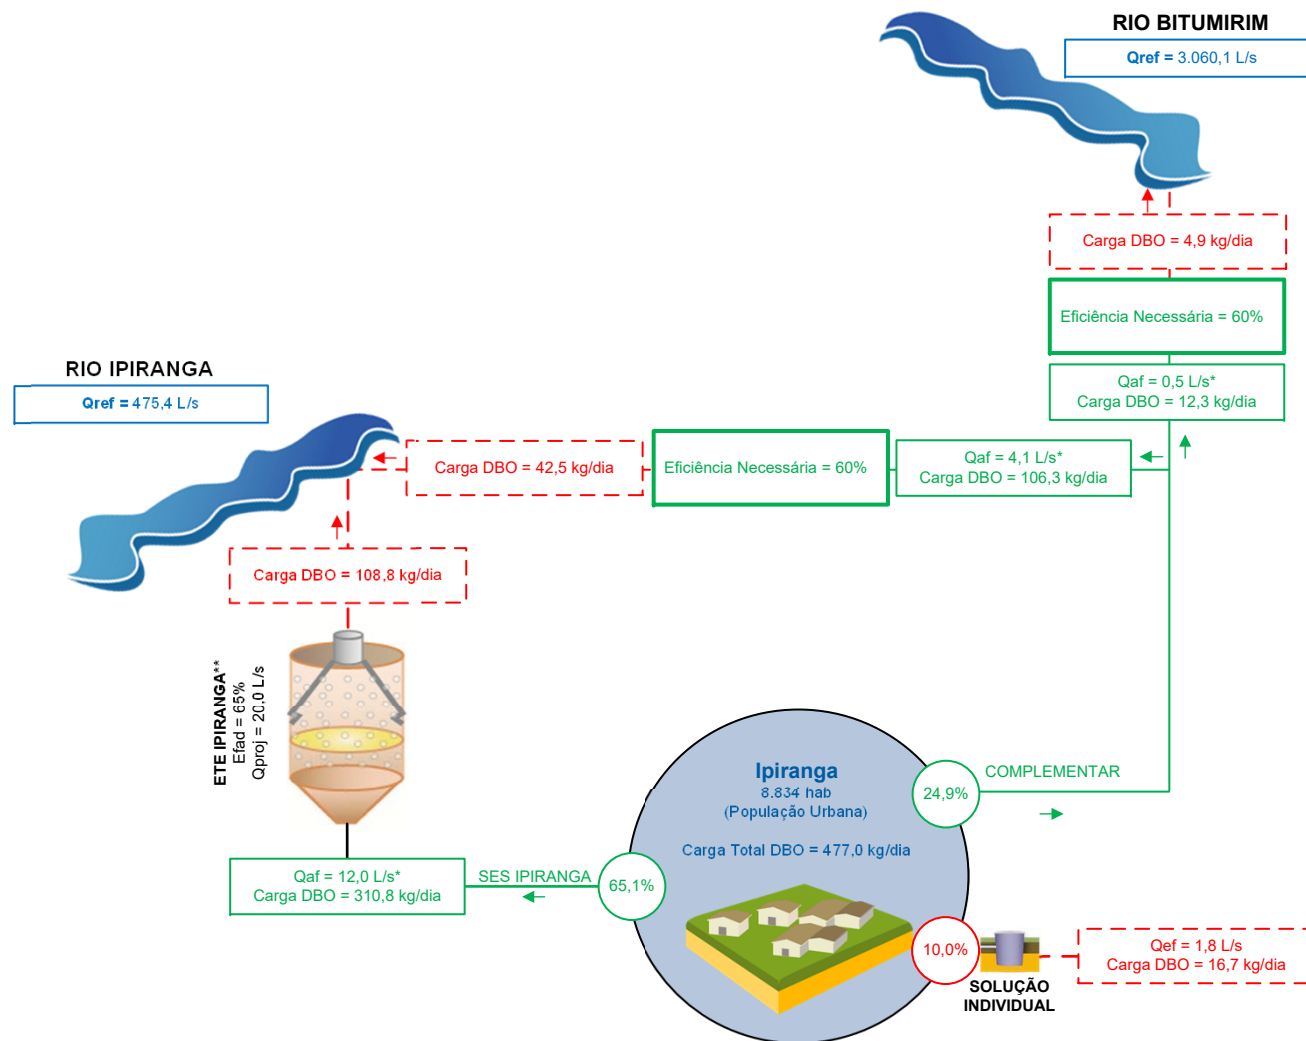 RIO BITUMIRIM
Qref = 3.060,1 L/s
Carga DBO = 4,9 kg/dia
Eficiência Necessária = 60%
Qaf = 0,5 L/s*
Carga DBO = 12,3 kg/dia
RIO IPIRANGA
Qref = 475,4 L/s
Carga DBO = 42,5 kg/dia
Eficiência Necessária = 60%
Qaf = 4,1 L/s*
Carga DBO = 106,3 kg/dia
Carga DBO = 108,8 kg/dia
ETE IPIRANGA**
Efad = 65%
Qproj = 20,0 L/s
Qaf = 12,0 L/s*
Carga DBO = 310,8 kg/dia
SES IPIRANGA
65,1%
Ipiranga
8.834 hab
(População Urbana)
Carga Total DBO = 477,0 kg/dia
24,9%
COMPLEMENTAR
10,0%
SOLUÇÃO
INDIVIDUAL
Qef = 1,8 L/s
Carga DBO = 16,7 kg/dia